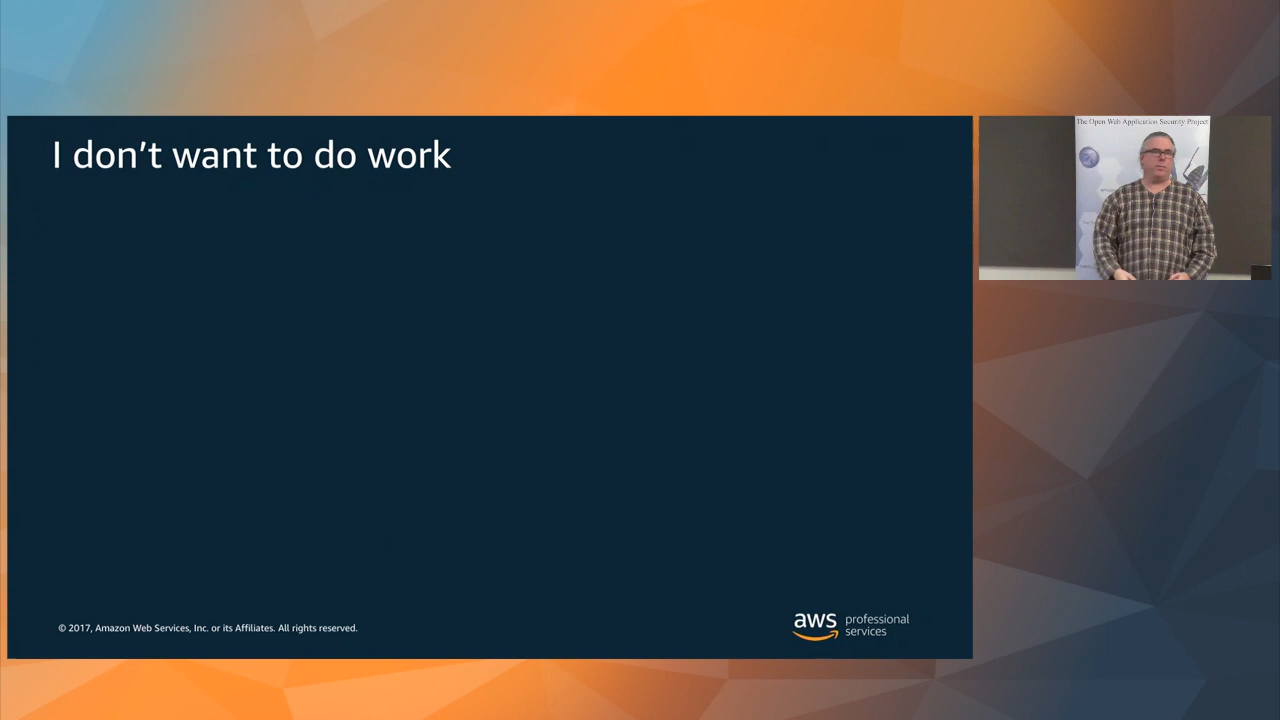 I don't want to do work
The Open Web Application Security Project
© 2017, Amazon Web Services, Inc. or its Affiliates. All rights reserved.
aws professional services